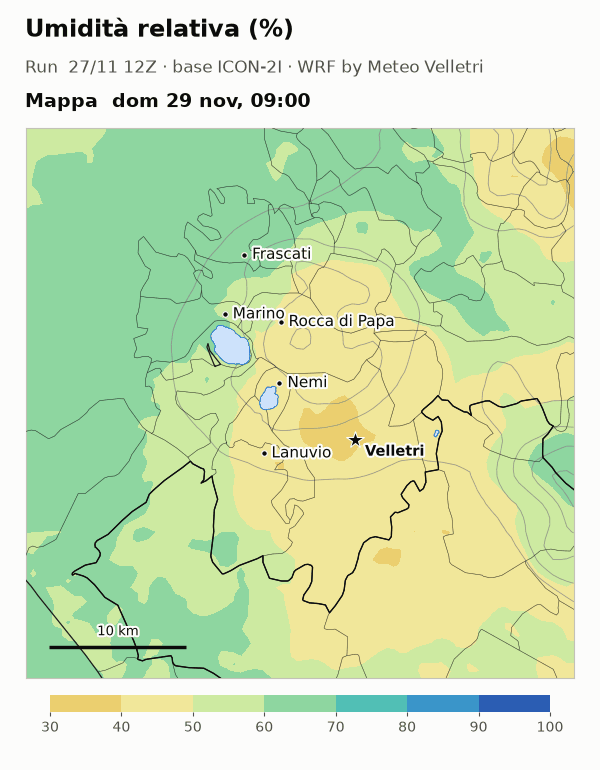 Umidità relativa (%)
Run  27/11 12Z · base ICON-2I · WRF by Meteo Velletri
Mappa  dom 29 nov, 09:00
Frascati
Marino
Rocca di Papa
Nemi
Velletri
Lanuvio
10 km
30 40 50 60 70 80 90 100